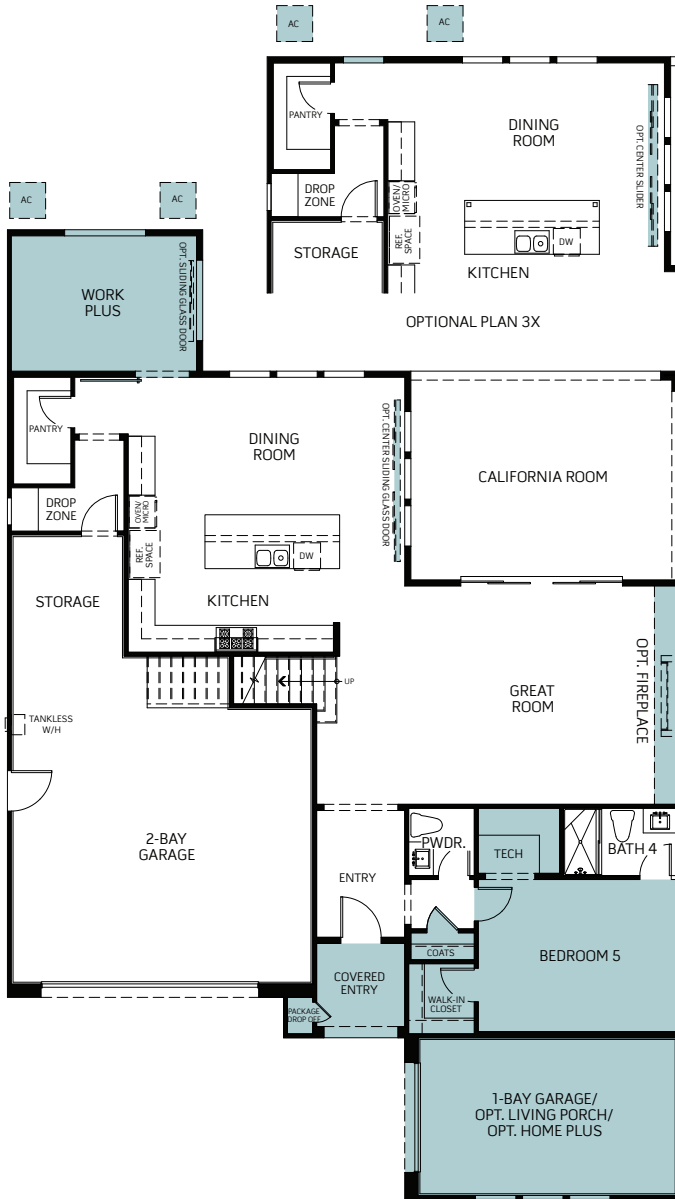 AC
AC
PANTRY
DINING
ROOM
OPT. CENTER SLIDER
DROP
ZONE
OVEN/
MICRO
REF.
SPACE
STORAGE
DW
KITCHEN
OPTIONAL PLAN 3X
AC
AC
WORK
PLUS
OPT. SLIDING GLASS DOOR
PANTRY
DINING
ROOM
OPT. CENTER SLIDING GLASS DOOR
CALIFORNIA ROOM
DROP
ZONE
OVEN/
MICRO
REF.
SPACE
DW
STORAGE
KITCHEN
UP
GREAT
ROOM
OPT. FIREPLACE
TANKLESS
W/H
2-BAY
GARAGE
PWDR.
TECH
BATH 4
ENTRY
COATS
BEDROOM 5
COVERED
ENTRY
WALK-IN
CLOSET
PACKAGE
DROP OFF
1-BAY GARAGE/
OPT. LIVING PORCH/
OPT. HOME PLUS